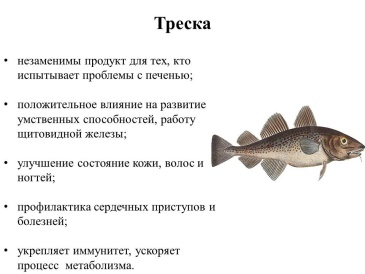 Треска
• незаменимы продукт для тех, кто
испытывает проблемы с печенью;
• положительное влияние на развитие
умственных способностей, работу
щитовидной железы;
• улучшение состояние кожи, волос и
ногтей;
• профилактика сердечных приступов и
болезней;
• укрепляет иммунитет, ускоряет
процесс метаболизма.